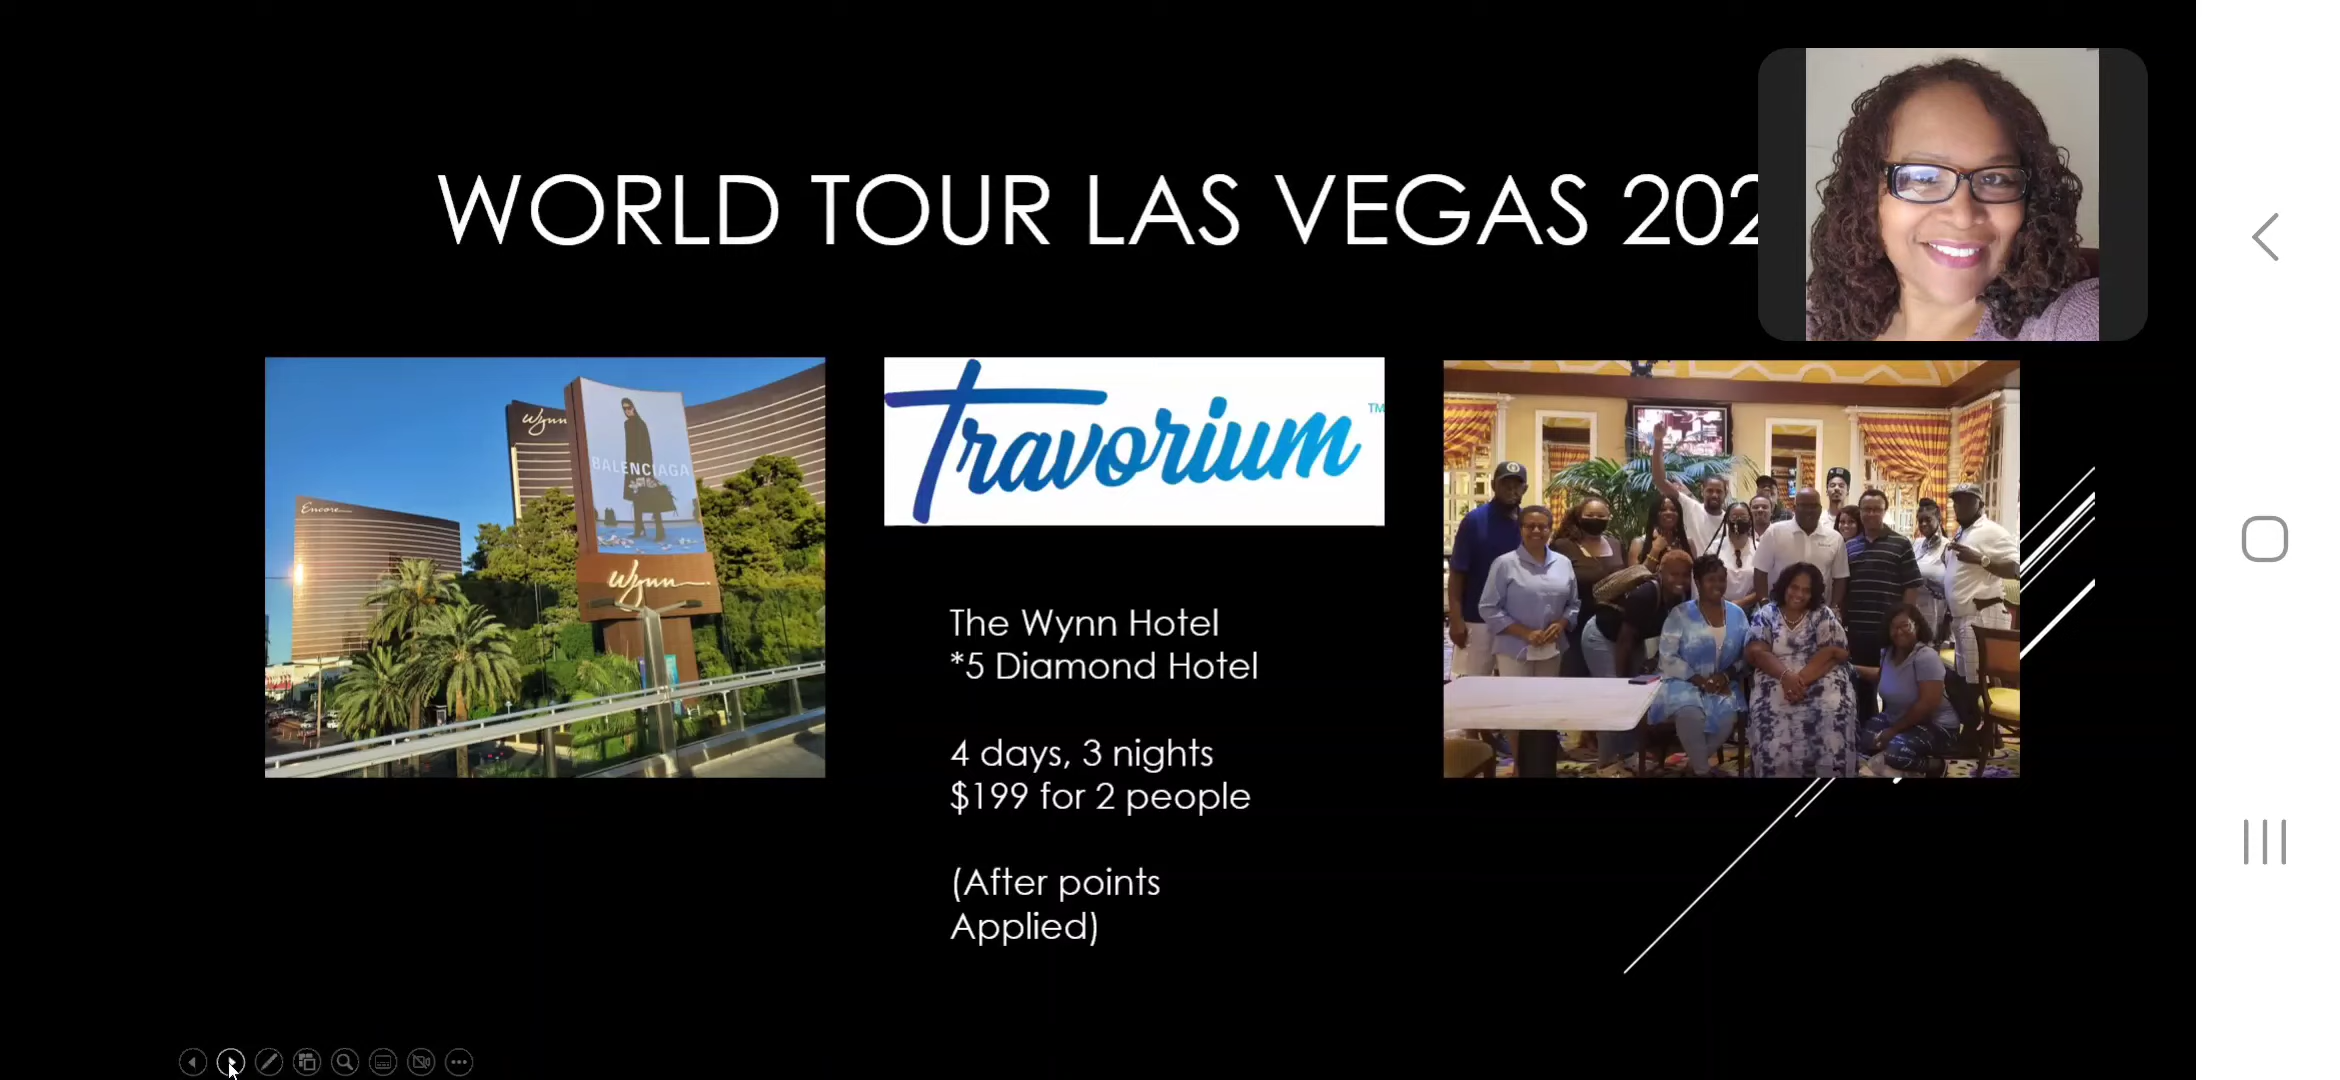 WORLD TOUR LAS VEGAS 202
Wynn
BALENCIAGA
Encore
Wynn
Travorium™
The Wynn Hotel
*5 Diamond Hotel
4 days, 3 nights
$199 for 2 people
(After points
Applied)